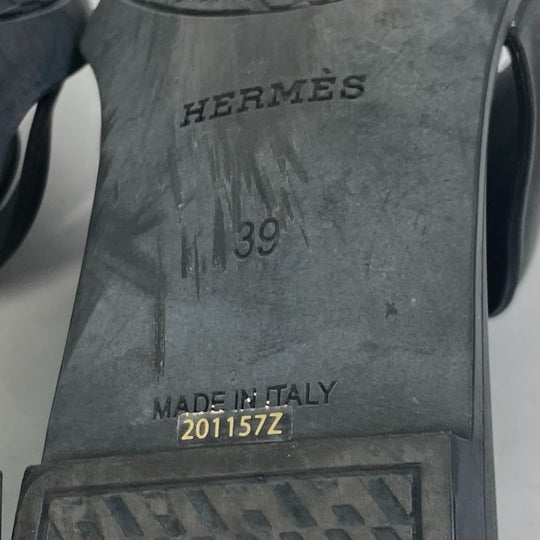 HERMÈS
39
MADE IN ITALY
201157Z